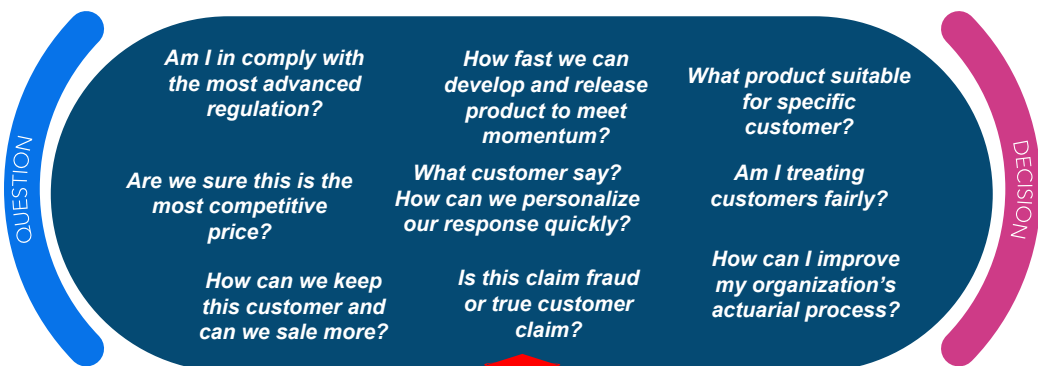 QUESTION
Am I in comply with
the most advanced
regulation?
How fast we can
develop and release
product to meet
momentum?
What product suitable
for specific
customer?
Are we sure this is the
most competitive
price?
What customer say?
How can we personalize
our response quickly?
Am I treating
customers fairly?
How can we keep
this customer and
can we sale more?
Is this claim fraud
or true customer
claim?
How can I improve
my organization’s
actuarial process?
DECISION